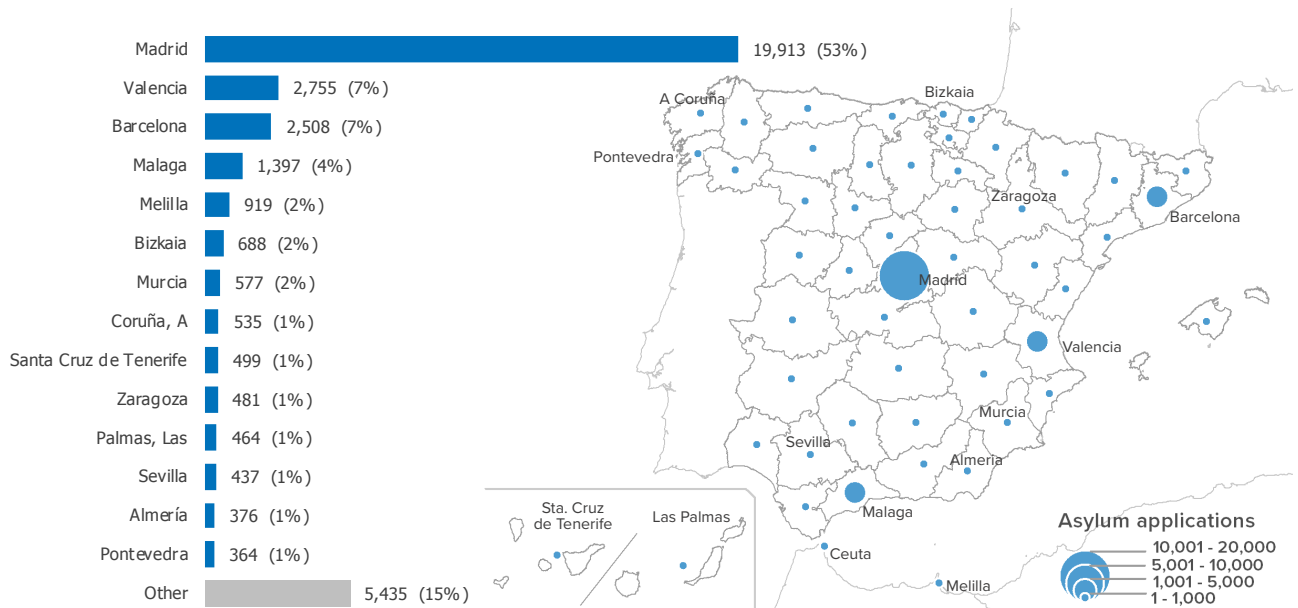 Madrid 19,913 (53%)
Valencia 2,755 (7%)
Barcelona 2,508 (7%)
Malaga 1,397 (4%)
Melilla 919 (2%)
Bizkaia 688 (2%)
Murcia 577 (2%)
Coruña, A 535 (1%)
Santa Cruz de Tenerife 499 (1%)
Zaragoza 481 (1%)
Palmas, Las 464 (1%)
Sevilla 437 (1%)
Almería 376 (1%)
Pontevedra 364 (1%)
Other 5,435 (15%)
A Coruña
Bizkaia
Pontevedra
Zaragoza
Barcelona
Madrid
Valencia
Murcia
Sevilla
Almeria
Malaga
Sta. Cruz
de Tenerife
Las Palmas
Ceuta
Melilla
Asylum applications
10,001 - 20,000
5,001 - 10,000
1,001 - 5,000
1 - 1,000